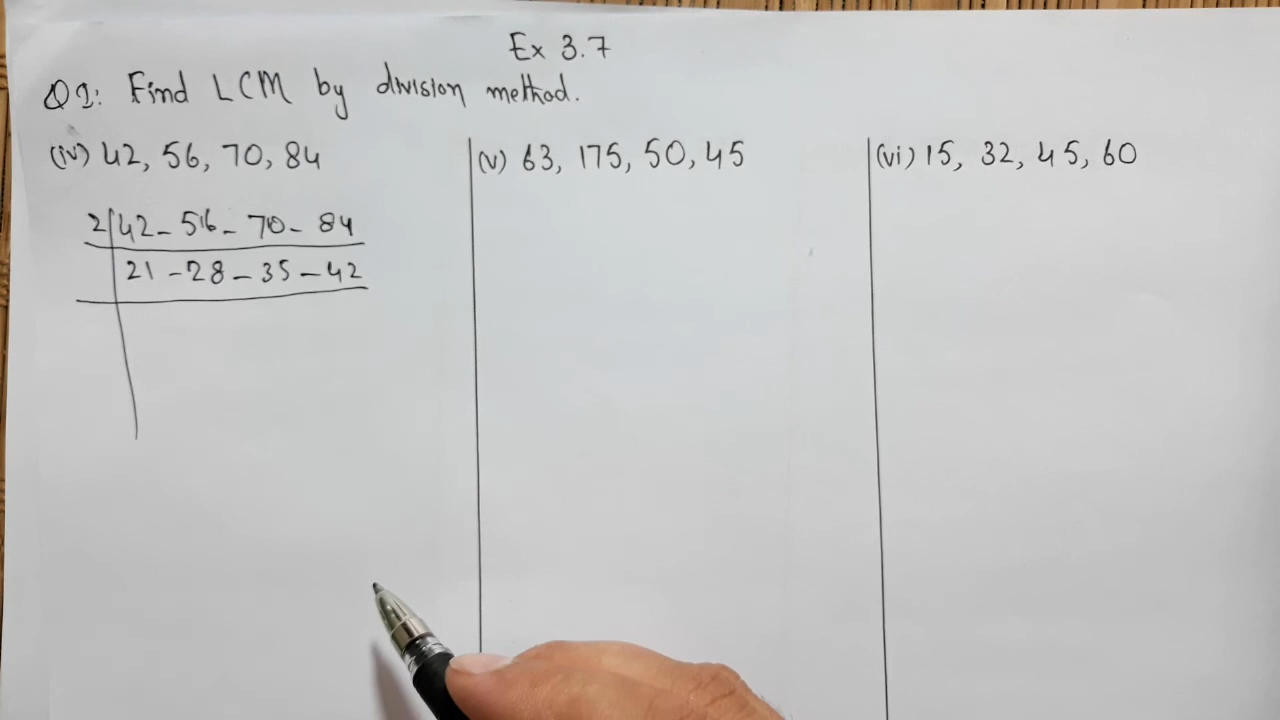 Ex 3.7
Q1: Find LCM by division method.
(iv) 42, 56, 70, 84
2|42-56-70-84
21-28-35-42
(v) 63, 175, 50, 45
(vi) 15, 32, 45, 60